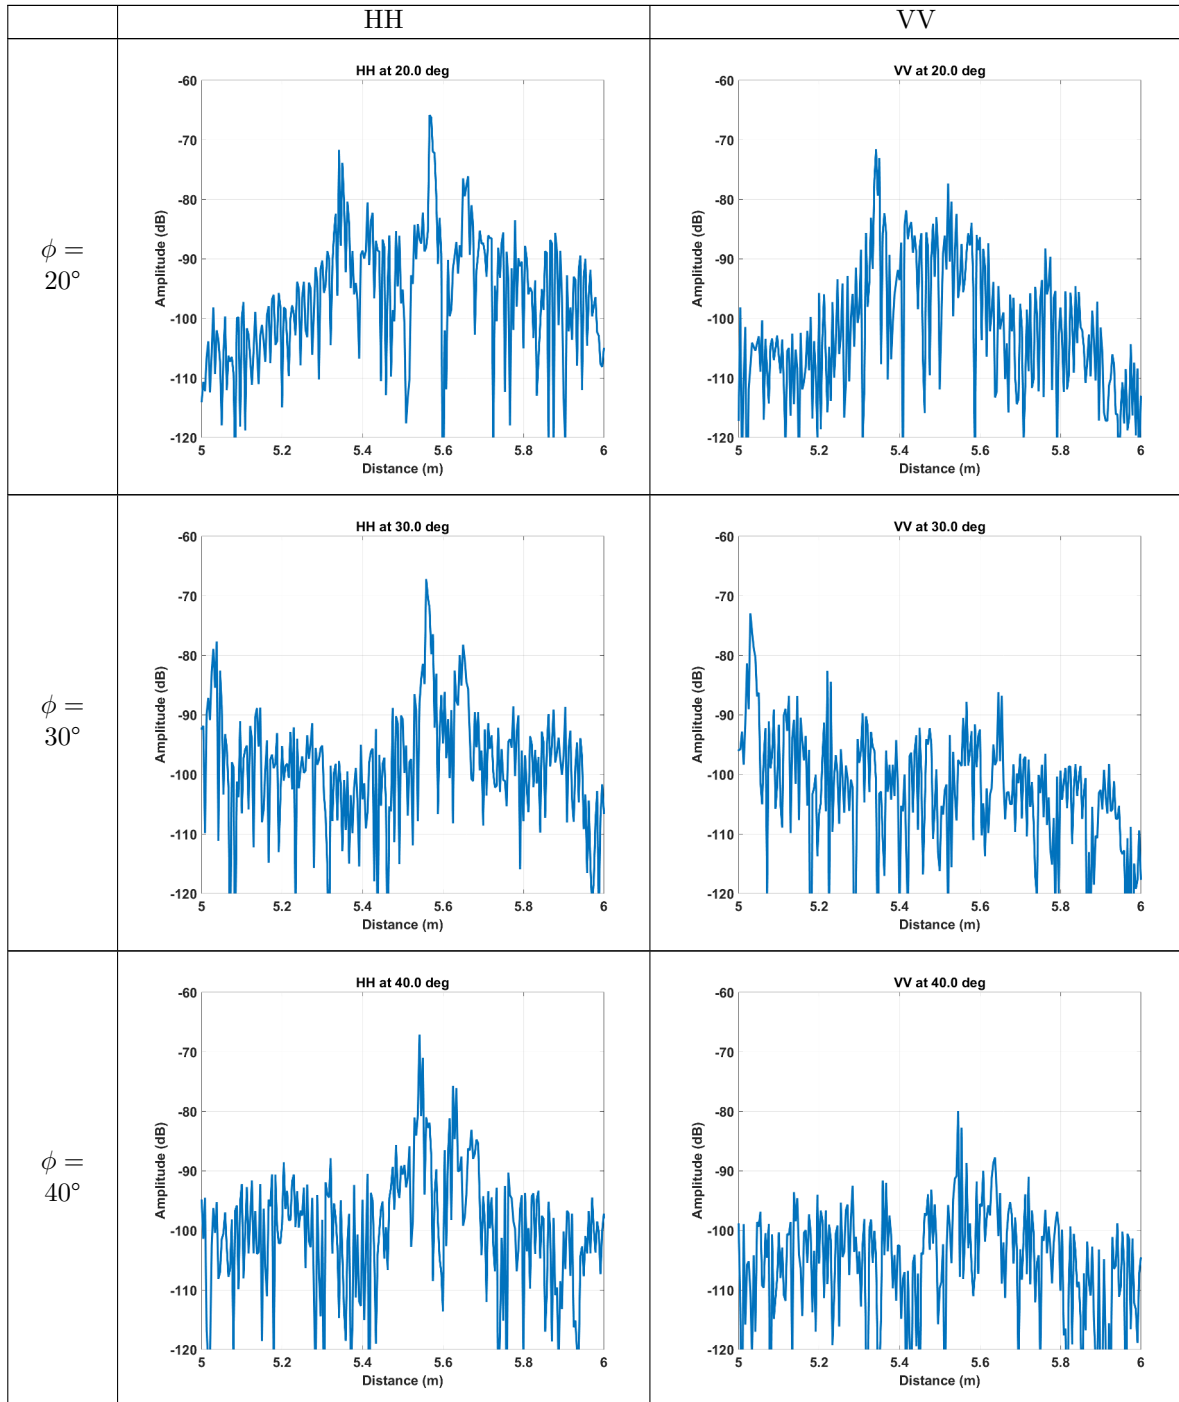 HH VV
ϕ =
20°
HH at 20.0 deg
-60
-70
-80
-90
-100
-110
-120
Amplitude (dB)
5 5.2 5.4 5.6 5.8 6
Distance (m)
VV at 20.0 deg
-60
-70
-80
-90
-100
-110
-120
Amplitude (dB)
5 5.2 5.4 5.6 5.8 6
Distance (m)
ϕ =
30°
HH at 30.0 deg
-60
-70
-80
-90
-100
-110
-120
Amplitude (dB)
5 5.2 5.4 5.6 5.8 6
Distance (m)
VV at 30.0 deg
-60
-70
-80
-90
-100
-110
-120
Amplitude (dB)
5 5.2 5.4 5.6 5.8 6
Distance (m)
ϕ =
40°
HH at 40.0 deg
-60
-70
-80
-90
-100
-110
-120
Amplitude (dB)
5 5.2 5.4 5.6 5.8 6
Distance (m)
VV at 40.0 deg
-60
-70
-80
-90
-100
-110
-120
Amplitude (dB)
5 5.2 5.4 5.6 5.8 6
Distance (m)